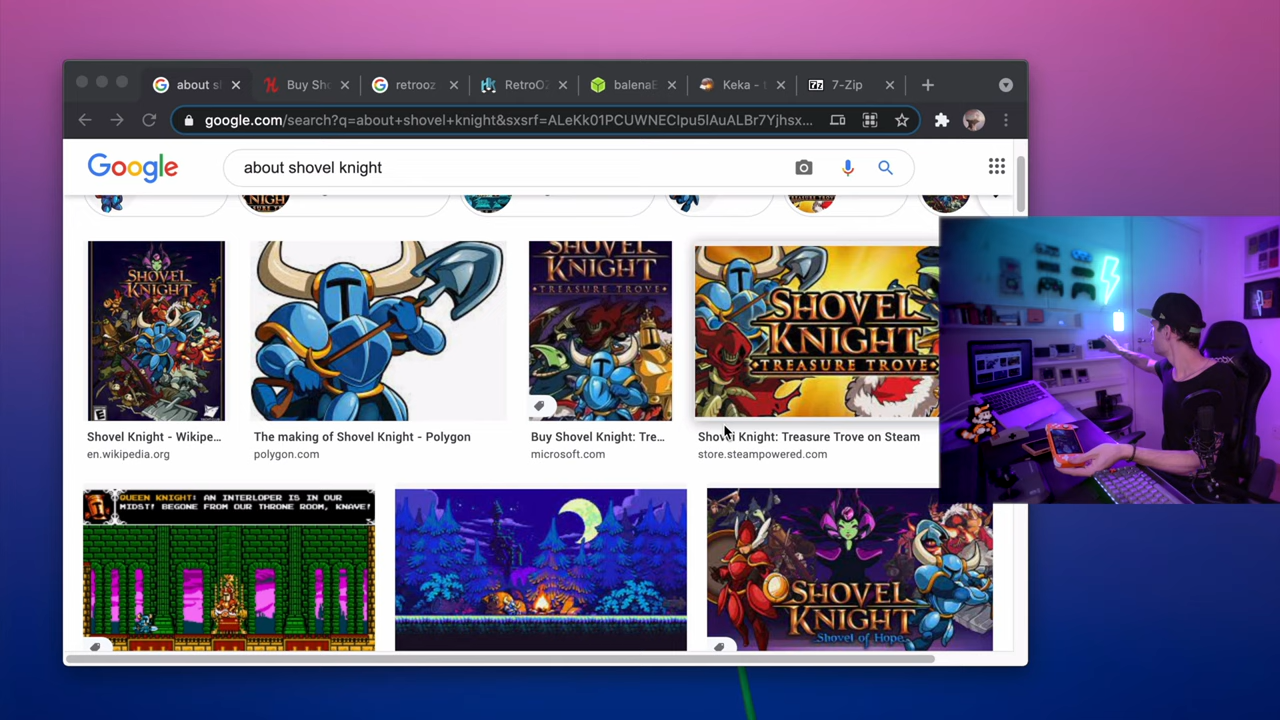 about s
Buy Sho
retrooz
RetroOZ
balenaE
Keka -
7-Zip
google.com/search?q=about+shovel+knight&sxsrf=ALeKk01PCUWNEClpu5lAuALBr7Yjhsx...
Google
about shovel knight
SHOVEL KNIGHT
SHOVEL KNIGHT
TREASURE TROVE
SHOVEL KNIGHT
TREASURE TROVE
Shovel Knight - Wikipe...
en.wikipedia.org
The making of Shovel Knight - Polygon
polygon.com
Buy Shovel Knight: Tre...
microsoft.com
Shovel Knight: Treasure Trove on Steam
store.steampowered.com
QUEEN KNIGHT: AN INTERLOPER IS IN OUR
MIDST! BEGONE FROM OUR THRONE ROOM, KNAVE!
SHOVEL
KNIGHT
Shovel of Hope